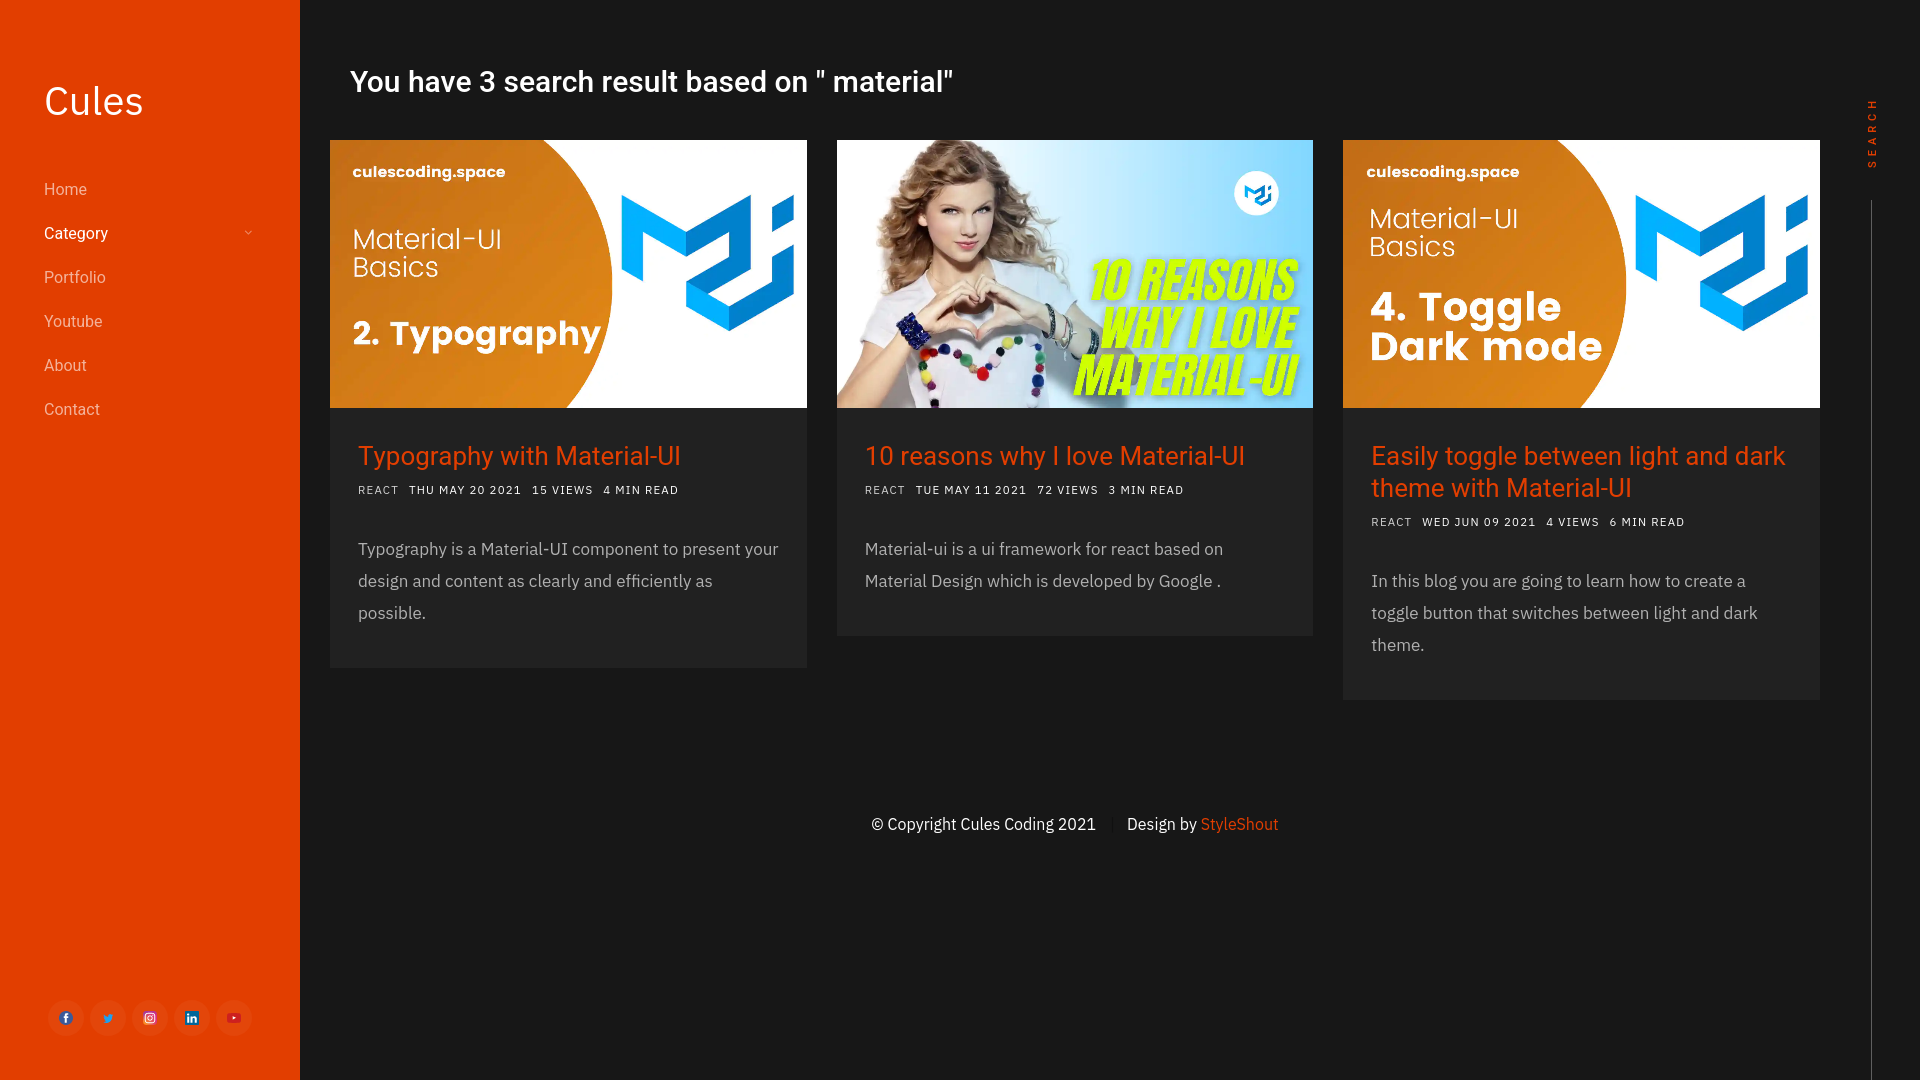 Cules
Home
Category
Portfolio
Youtube
About
Contact
You have 3 search result based on " material"
SEARCH
culescoding.space
Material-UI
Basics
2. Typography
Typography with Material-UI
REACT THU MAY 20 2021 15 VIEWS 4 MIN READ
Typography is a Material-UI component to present your
design and content as clearly and efficiently as
possible.
10 REASONS
WHY I LOVE
MATERIAL-UI
10 reasons why I love Material-UI
REACT TUE MAY 11 2021 72 VIEWS 3 MIN READ
Material-ui is a ui framework for react based on
Material Design which is developed by Google .
culescoding.space
Material-UI
Basics
4. Toggle
Dark mode
Easily toggle between light and dark
theme with Material-UI
REACT WED JUN 09 2021 4 VIEWS 6 MIN READ
In this blog you are going to learn how to create a
toggle button that switches between light and dark
theme.
© Copyright Cules Coding 2021 Design by StyleShout